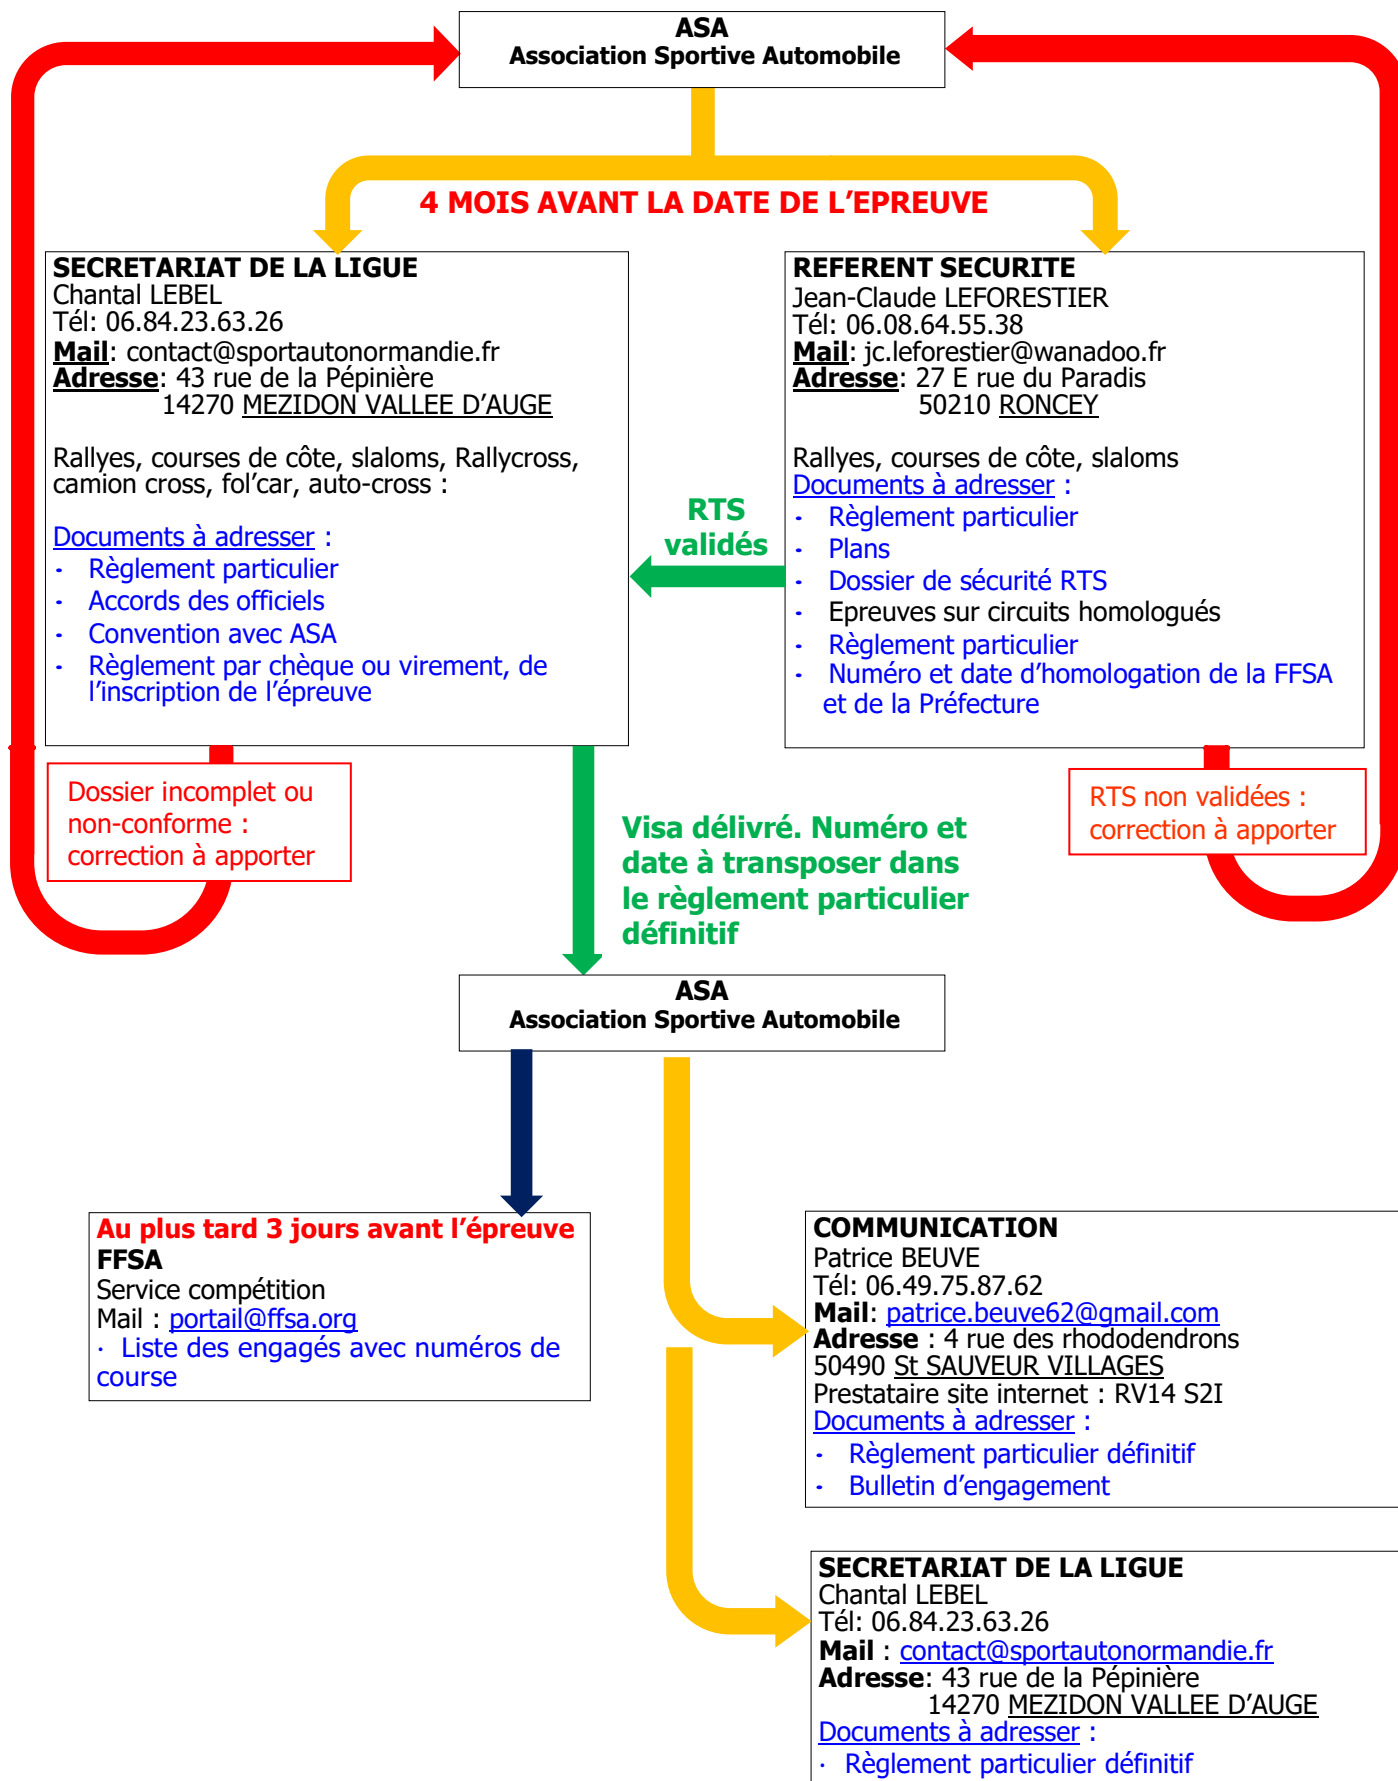 ASA
Association Sportive Automobile
4 MOIS AVANT LA DATE DE L’EPREUVE
SECRETARIAT DE LA LIGUE
Chantal LEBEL
Tél: 06.84.23.63.26
Mail: contact@sportautonormandie.fr
Adresse: 43 rue de la Pépinière
14270 MEZIDON VALLEE D’AUGE
Rallyes, courses de côte, slaloms, Rallycross,
camion cross, fol’car, auto-cross :
Documents à adresser :
· Règlement particulier
· Accords des officiels
· Convention avec ASA
· Règlement par chèque ou virement, de
l’inscription de l’épreuve
RTS
validés
REFERENT SECURITE
Jean-Claude LEFORESTIER
Tél: 06.08.64.55.38
Mail: jc.leforestier@wanadoo.fr
Adresse: 27 E rue du Paradis
50210 RONCEY
Rallyes, courses de côte, slaloms
Documents à adresser :
· Règlement particulier
· Plans
· Dossier de sécurité RTS
· Epreuves sur circuits homologués
· Règlement particulier
· Numéro et date d’homologation de la FFSA
et de la Préfecture
Dossier incomplet ou
non-conforme :
correction à apporter
Visa délivré. Numéro et
date à transposer dans
le règlement particulier
définitif
RTS non validées :
correction à apporter
ASA
Association Sportive Automobile
Au plus tard 3 jours avant l’épreuve
FFSA
Service compétition
Mail : portail@ffsa.org
· Liste des engagés avec numéros de
course
COMMUNICATION
Patrice BEUVE
Tél: 06.49.75.87.62
Mail: patrice.beuve62@gmail.com
Adresse : 4 rue des rhododendrons
50490 St SAUVEUR VILLAGES
Prestataire site internet : RV14 S2I
Documents à adresser :
· Règlement particulier définitif
· Bulletin d’engagement
SECRETARIAT DE LA LIGUE
Chantal LEBEL
Tél: 06.84.23.63.26
Mail : contact@sportautonormandie.fr
Adresse: 43 rue de la Pépinière
14270 MEZIDON VALLEE D’AUGE
Documents à adresser :
· Règlement particulier définitif